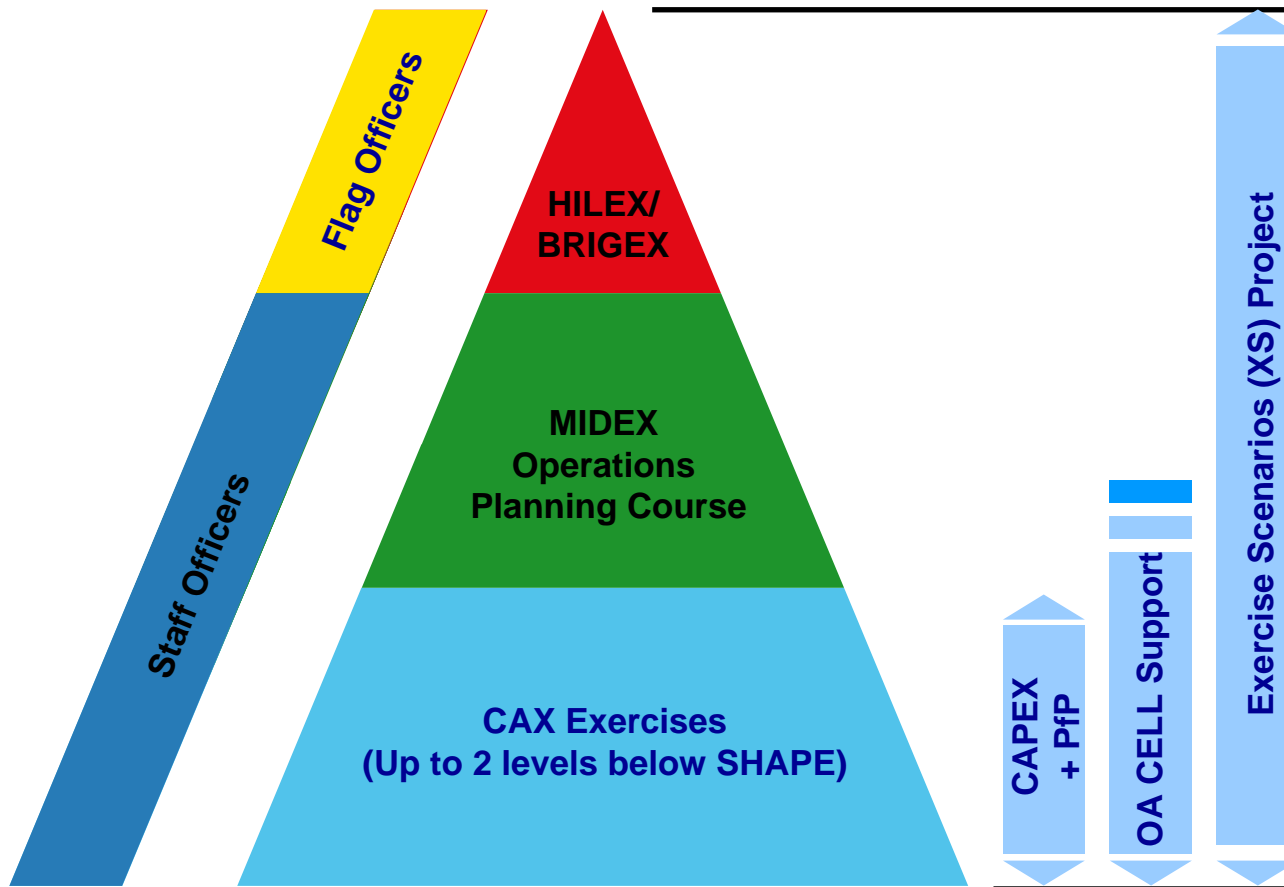 Flag Officers
Staff Officers
HILEX/
BRIGEX
MIDEX
Operations
Planning Course
CAX Exercises
(Up to 2 levels below SHAPE)
CAPEX
+ PfP
OA CELL Support
Exercise Scenarios (XS) Project